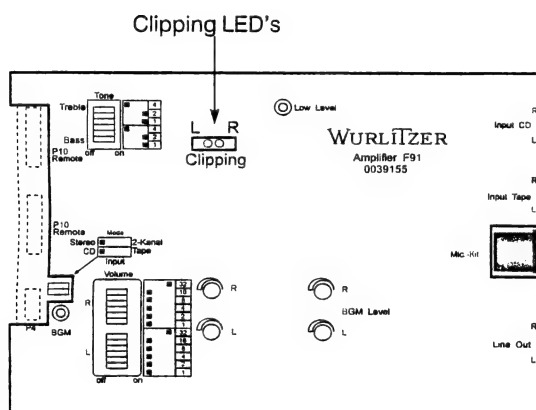 Clipping LED's
Tone
Treble
4
2
1
4
2
1
Bass
off on
L R
Clipping
Low Level
WURLITZER
Amplifier F91
0039155
R
Input CD
L
P10
Remote
P10
Remote
R
Input Tape
L
Mode
Stereo 2-Kanal
CD Tape
Input
Mic.-Kit
Volume
R
32
16
8
4
2
1
L
32
16
8
4
2
1
off on
R
L
R
BGM Level
L
P4
BGM
R
Line Out
L